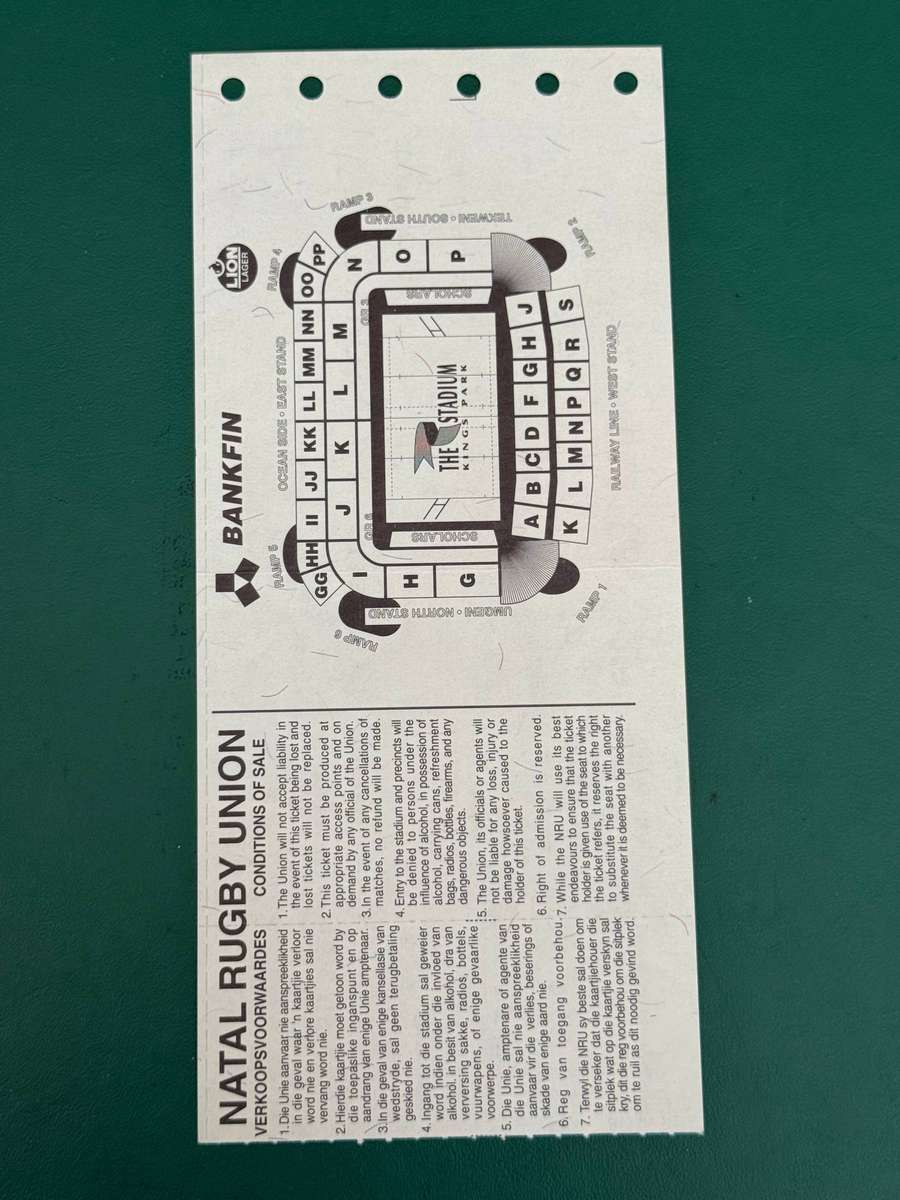 NATAL RUGBY UNION
VERKOOPSVOORWAARDES
CONDITIONS OF SALE
1. Die Unie aanvaar nie aanspreeklikheid
in die geval waar 'n kaartjie verloor
word nie en verlore kaartjies sal nie
vervang word nie.
2. Hierdie kaartjie moet getoon word by
die toepaslike ingangspunt en op
aandrang van enige Unie amptenaar.
3. In die geval van enige kansellasie van
wedstryde, sal geen terugbetaling
geskied nie.
4. Ingang tot die stadium sal geweier
word indien onder die invloed van
alkohol, in besit van alkohol, dra van
verversing sakke, radios, bottels,
vuurwapens, of enige gevaarlike
voorwerpe.
5. Die Unie, amptenare of agente van
die Unie sal nie aanspreeklikheid
aanvaar vir die verlies, beserings of
skade van enige aard nie.
6. Reg van toegang voorbehou.
7. Terwyl die NRU sy beste sal doen om
te verseker dat die kaartjiehouer die
sitplek wat op die kaartjie verskyn sal
kry, dit die reg voorbehou om die sitplek
om te ruil as dit noodig gevind word.
1. The Union will not accept liability in
the event of this ticket being lost and
lost tickets will not be replaced.
2. This ticket must be produced at
appropriate access points and on
demand by any official of the Union.
3. In the event of any cancellations of
matches, no refund will be made.
4. Entry to the stadium and precincts will
be denied to persons under the
influence of alcohol, in possession of
alcohol, carrying cans, refreshment
bags, radios, bottles, firearms, and any
dangerous objects.
5. The Union, its officials or agents will
not be liable for any loss, injury or
damage howsoever caused to the
holder of this ticket.
6. Right of admission is reserved.
7. While the NRU will use its best
endeavours to ensure that the ticket
holder is given use of the seat to which
the ticket refers, it reserves the right
to substitute the seat with another
whenever it is deemed to be necessary.
BANKFIN
LION
LAGER
RAMP 5
OCEAN SIDE • EAST STAND
RAMP 4
GG HH II JJ KK LL MM NN OO PP
RAMP 6
RAMP 3
I J K L M N
GR 6
GR 3
UMGENI • NORTH STAND
H
G
SCHOLARS
THE STADIUM
KINGS PARK
SCHOLARS
O
P
TEKWENI • SOUTH STAND
A B C D F G H J
K L M N P Q R S
RAMP 1
RAMP 2
RAILWAY LINE • WEST STAND